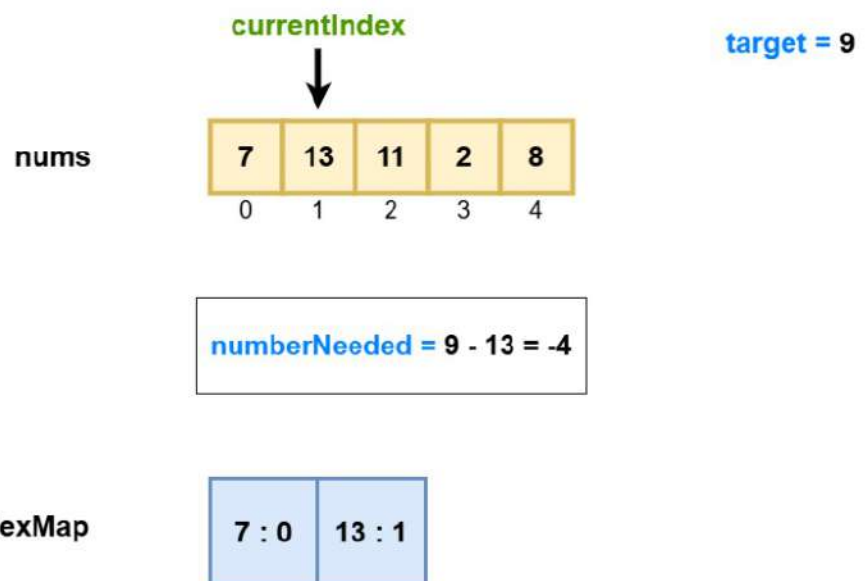 currentIndex
target = 9
nums
7 13 11 2 8
0 1 2 3 4
numberNeeded = 9 - 13 = -4
exMap
7 : 0 13 : 1